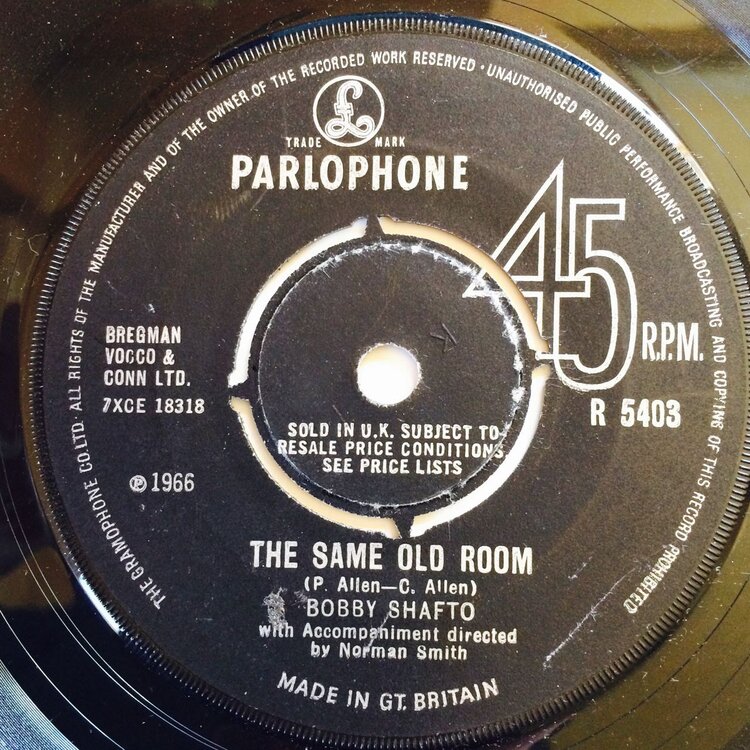 THE GRAMOPHONE CO. LTD. ALL RIGHTS OF THE MANUFACTURER AND OF THE OWNER OF THE RECORDED WORK RESERVED · UNAUTHORISED PUBLIC PERFORMANCE BROADCASTING AND COPYING OF THIS RECORD PROHIBITED
£
TRADE MARK
PARLOPHONE
45
R.P.M.
BREGMAN
VOCCO &
CONN LTD.
7XCE 18318
R 5403
SOLD IN U.K. SUBJECT TO
RESALE PRICE CONDITIONS,
SEE PRICE LISTS
℗ 1966
THE SAME OLD ROOM
(P. Allen—C. Allen)
BOBBY SHAFTO
with Accompaniment directed
by Norman Smith
MADE IN GT. BRITAIN